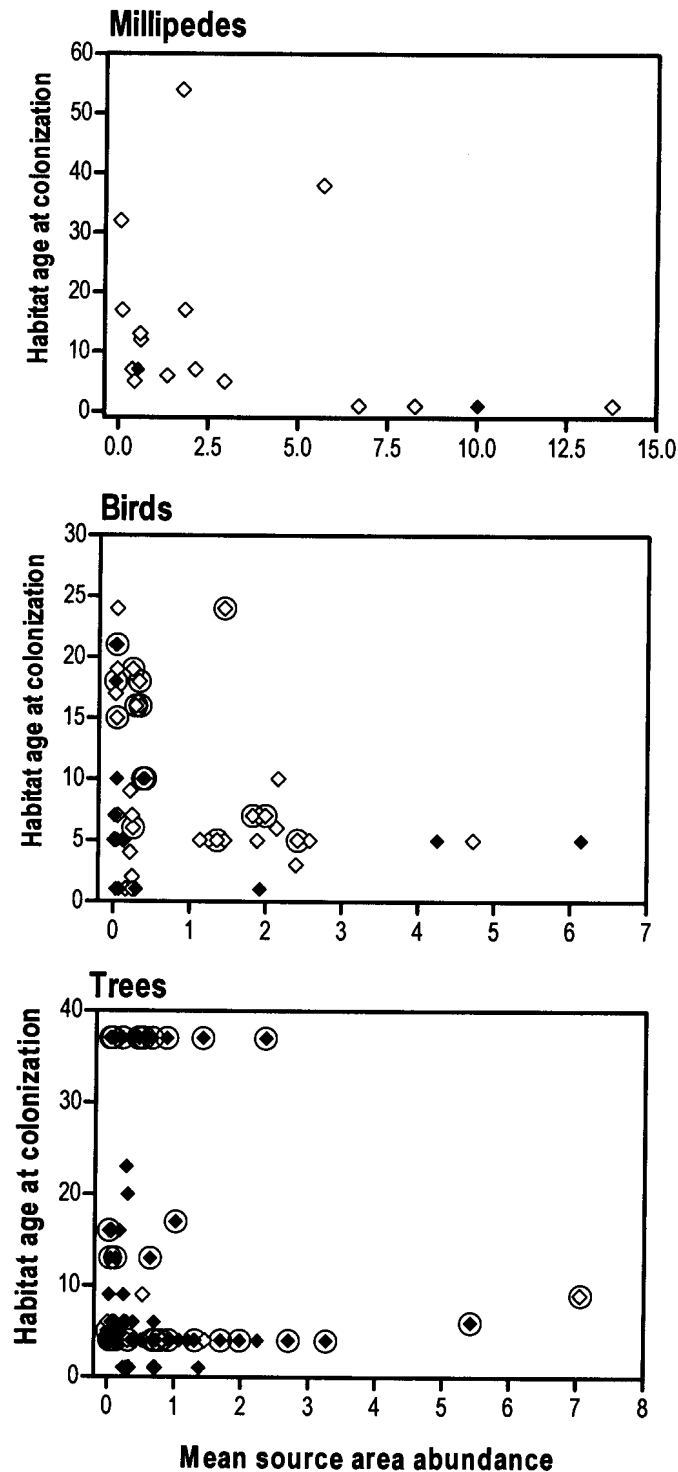 Millipedes
Habitat age at colonization
60
50
40
30
20
10
0
0.0 2.5 5.0 7.5 10.0 12.5 15.0
Birds
Habitat age at colonization
30
25
20
15
10
5
0
0 1 2 3 4 5 6 7
Trees
Habitat age at colonization
40
30
20
10
0
0 1 2 3 4 5 6 7 8
Mean source area abundance